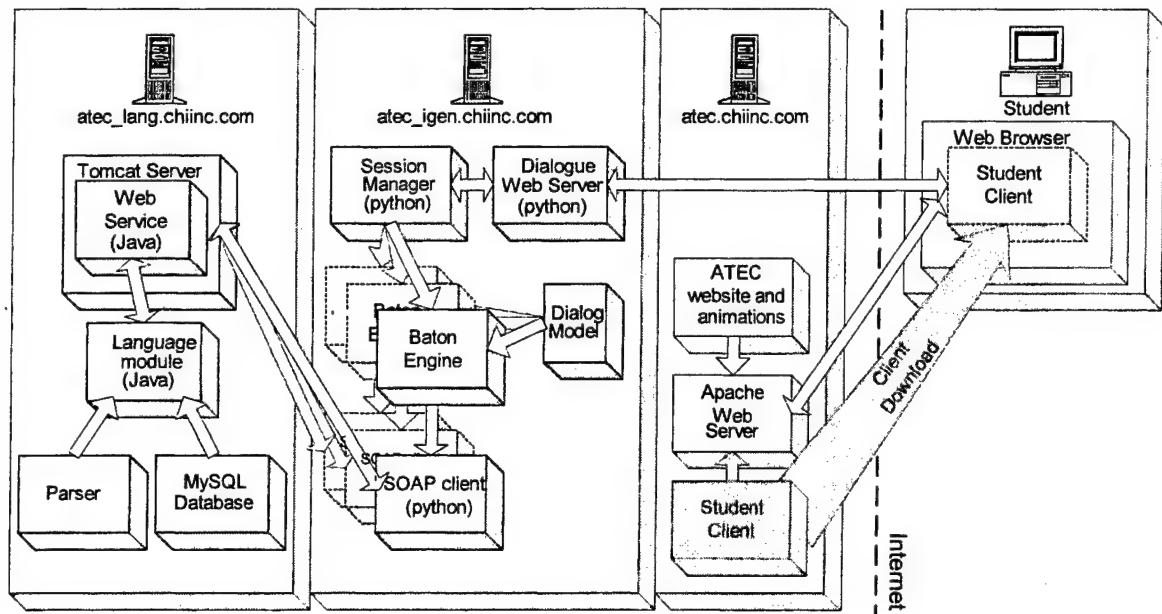 atec_lang.chiinc.com
Tomcat Server
Web
Service
(Java)
Language
module
(Java)
Parser
MySQL
Database
atec_igen.chiinc.com
Session
Manager
(python)
Dialogue
Web Server
(python)
Baton
Engine
Dialog
Model
SOAP client
(python)
atec.chiinc.com
ATEC
website and
animations
Apache
Web
Server
Student
Client
Client
Download
Internet
Student
Web Browser
Student
Client